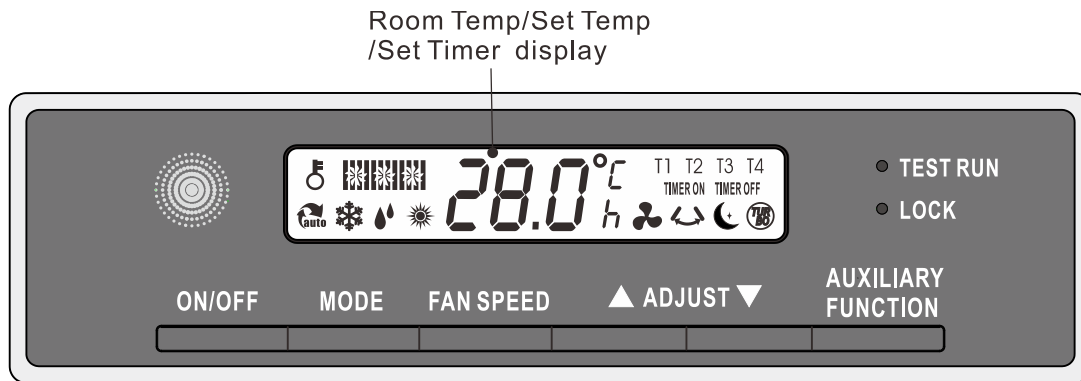 Room Temp/Set Temp
/Set Timer display
28.0°C
h
T1 T2 T3 T4
TIMER ON TIMER OFF
auto
TURBO
TEST RUN
LOCK
ON/OFF
MODE
FAN SPEED
▲ ADJUST ▼
AUXILIARY
FUNCTION